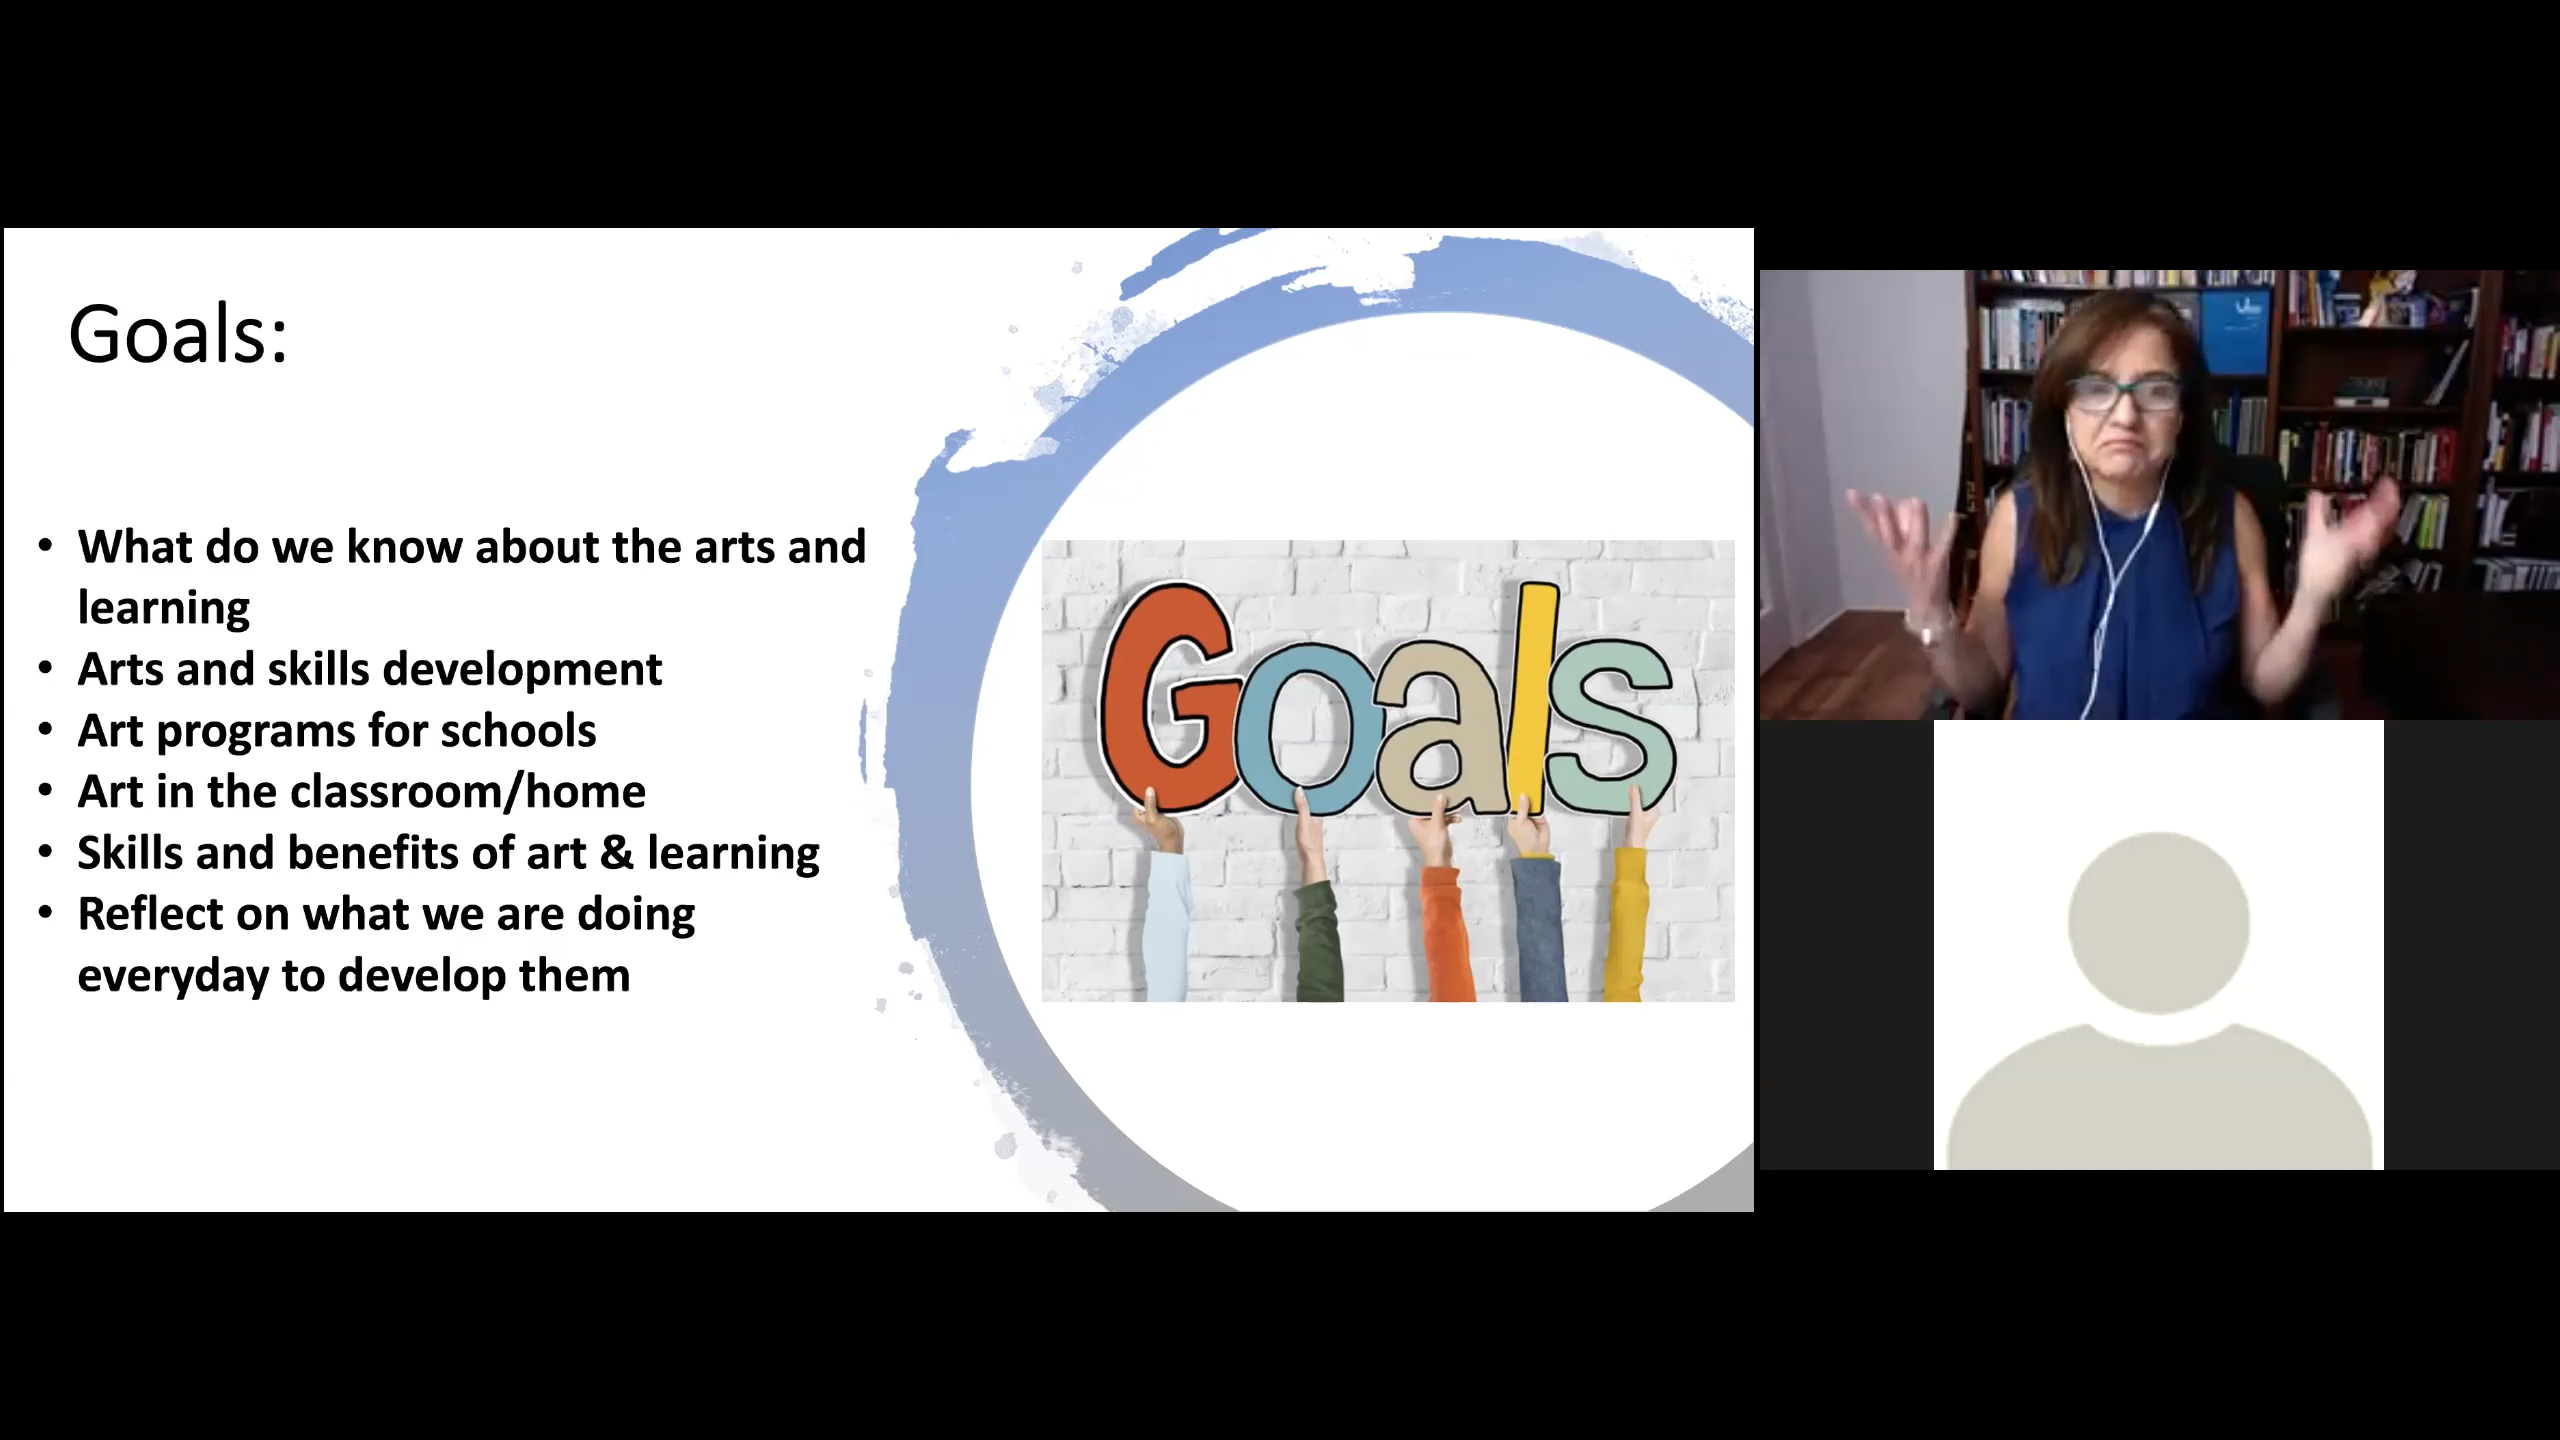 Goals:
• What do we know about the arts and
learning
• Arts and skills development
• Art programs for schools
• Art in the classroom/home
• Skills and benefits of art & learning
• Reflect on what we are doing
everyday to develop them
Goals